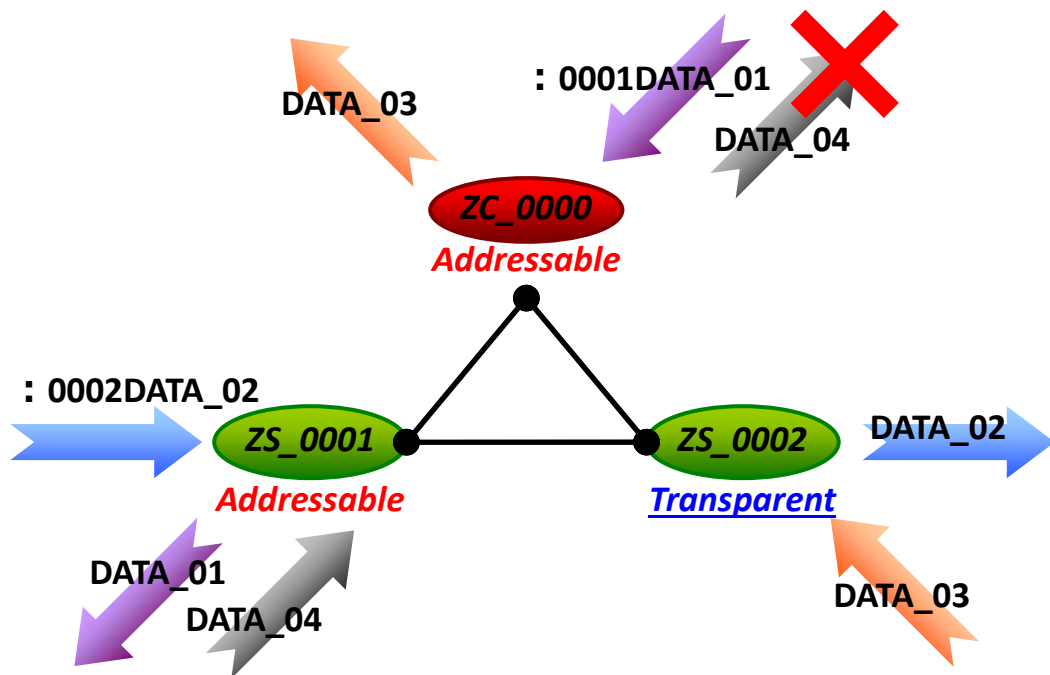 : 0001DATA_01
DATA_03
DATA_04
ZC_0000
Addressable
: 0002DATA_02
ZS_0001
ZS_0002
DATA_02
Addressable
Transparent
DATA_01
DATA_04
DATA_03